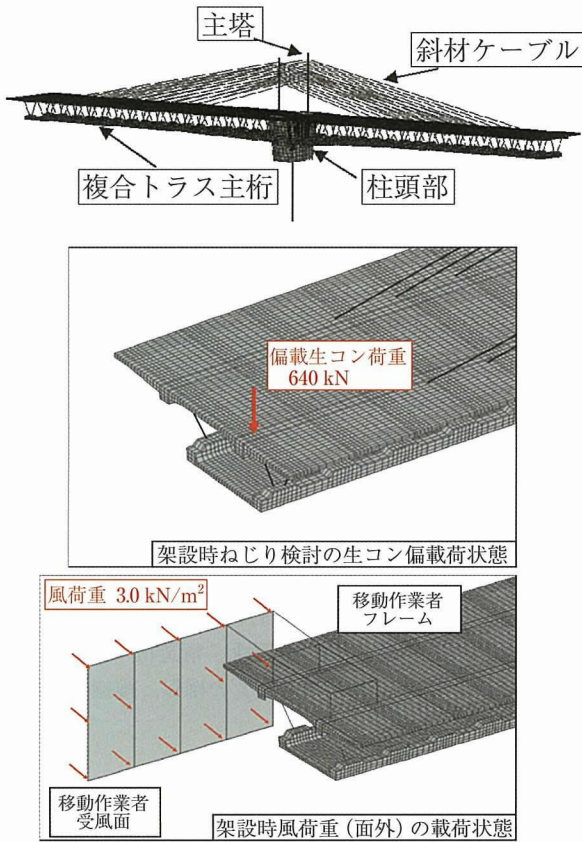 主塔
斜材ケーブル
複合トラス主桁
柱頭部
偏載生コン荷重
640 kN
架設時ねじり検討の生コン偏載荷状態
風荷重 3.0 kN/m²
移動作業者
フレーム
移動作業者
受風面
架設時風荷重(面外)の載荷状態